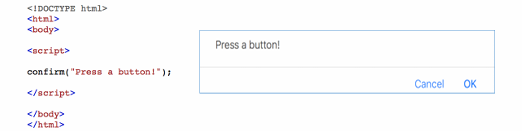 <!DOCTYPE html>
<html>
<body>
<script>
confirm("Press a button!");
</script>
</body>
</html>
Press a button!
Cancel OK